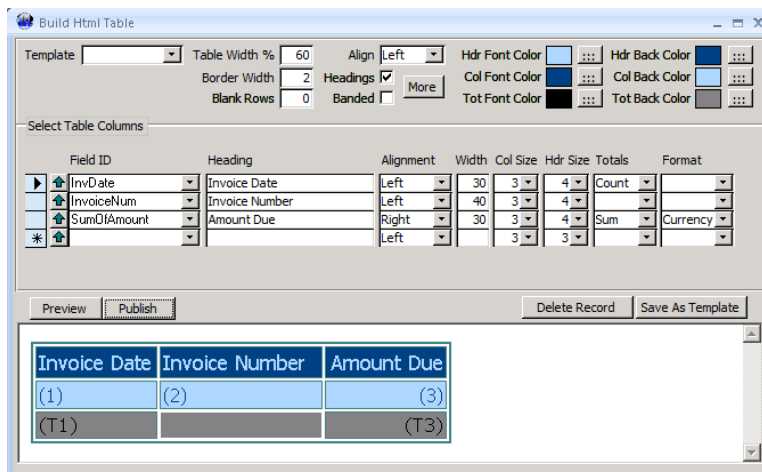 Build Html Table
Template Table Width % 60 Align Left Hdr Font Color ::: Hdr Back Color :::
Border Width 2 Headings Col Font Color ::: Col Back Color :::
Blank Rows 0 Banded More Tot Font Color ::: Tot Back Color :::
Select Table Columns
Field ID Heading Alignment Width Col Size Hdr Size Totals Format
InvDate Invoice Date Left 30 3 4 Count
InvoiceNum Invoice Number Left 40 3 4
SumOfAmount Amount Due Right 30 3 4 Sum Currency
* Left 3 3
Preview Publish Delete Record Save As Template
Invoice Date Invoice Number Amount Due
(1) (2) (3)
(T1) (T3)